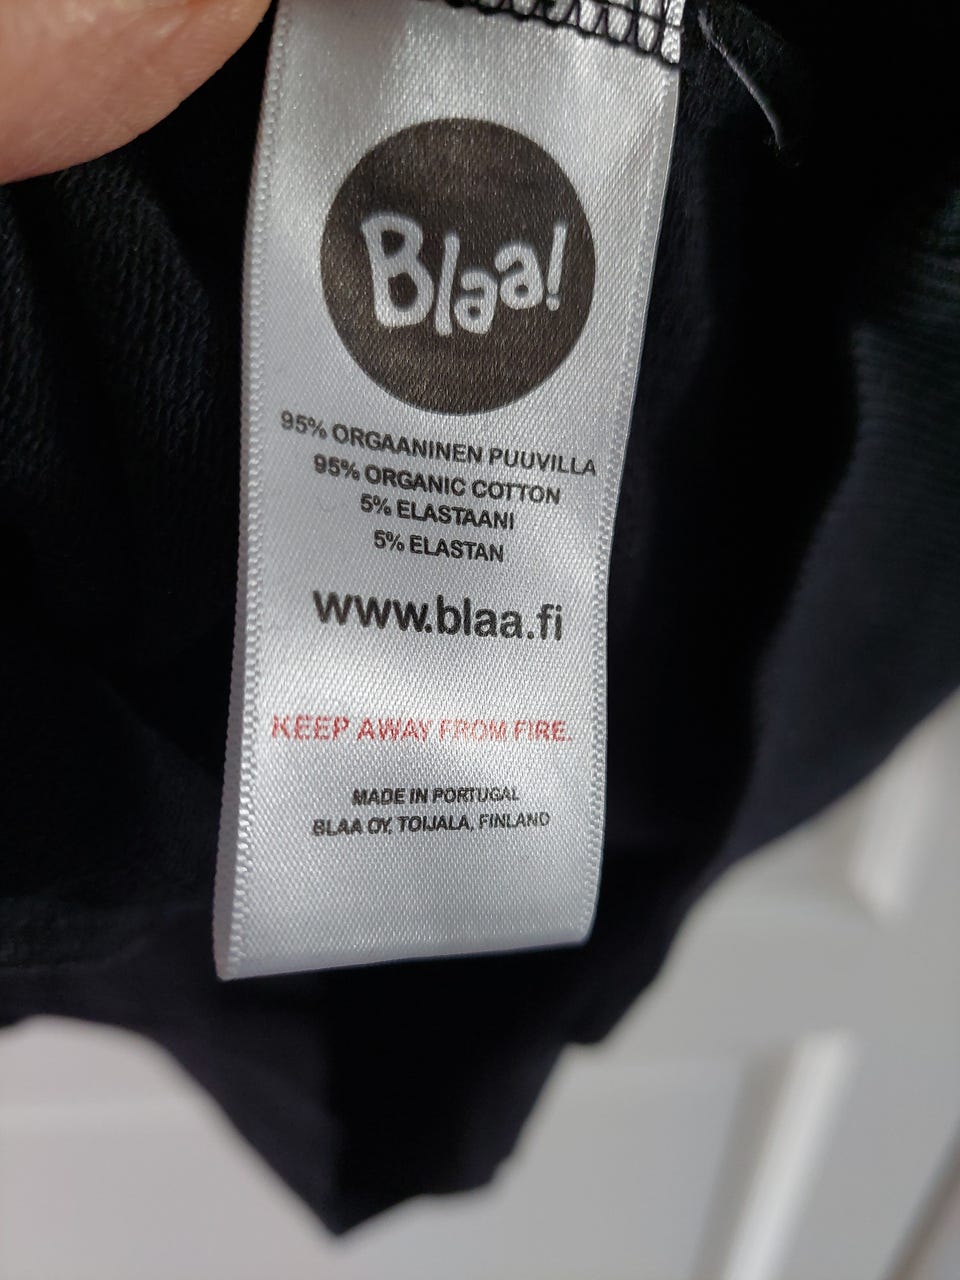 Blaa!
95% ORGAANINEN PUUVILLA
95% ORGANIC COTTON
5% ELASTAANI
5% ELASTAN
www.blaa.fi
KEEP AWAY FROM FIRE.
MADE IN PORTUGAL
BLAA OY, TOIJALA, FINLAND